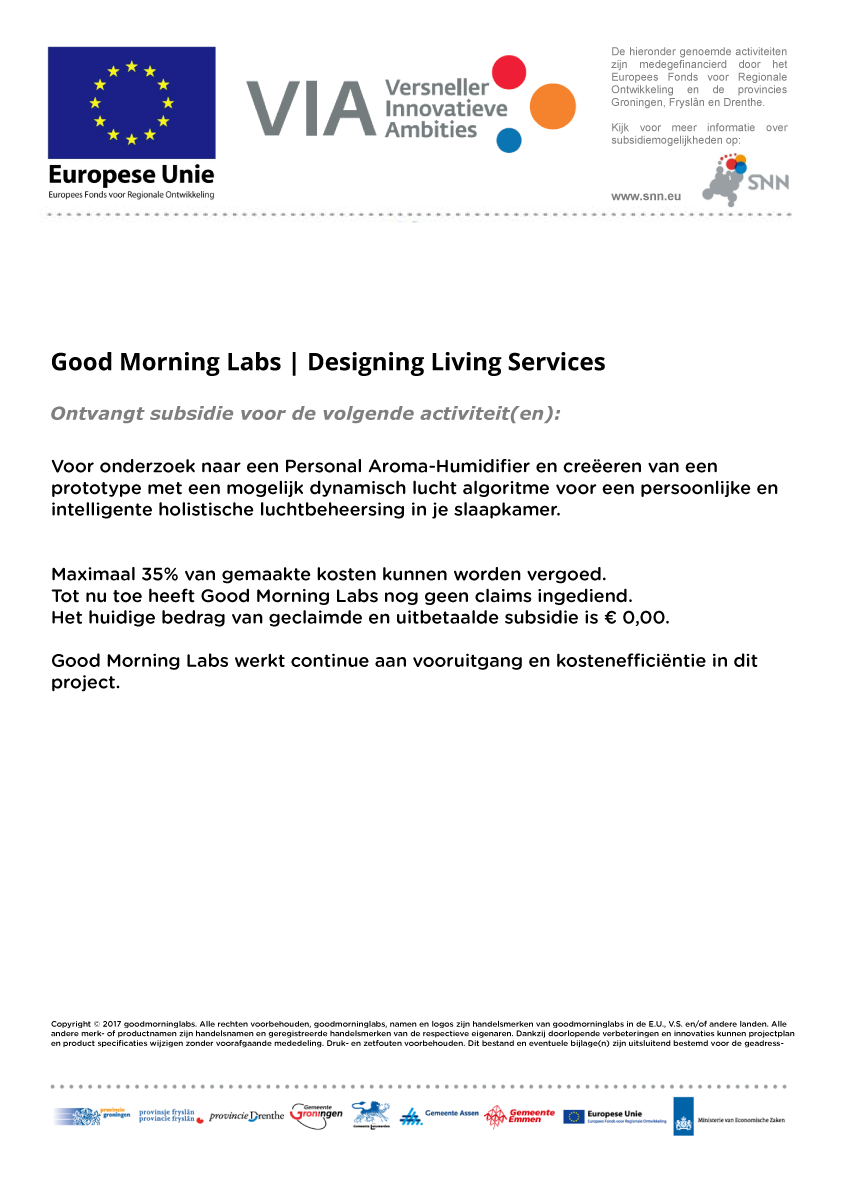 Europese Unie
Europees Fonds voor Regionale Ontwikkeling
VIA
Versneller
Innovatieve
Ambities
De hieronder genoemde activiteiten
zijn medegefinancierd door het
Europees Fonds voor Regionale
Ontwikkeling en de provincies
Groningen, Fryslân en Drenthe.
Kijk voor meer informatie over
subsidiemogelijkheden op:
www.snn.eu
SNN
Good Morning Labs | Designing Living Services
Ontvangt subsidie voor de volgende activiteit(en):
Voor onderzoek naar een Personal Aroma-Humidifier en creëeren van een
prototype met een mogelijk dynamisch lucht algoritme voor een persoonlijke en
intelligente holistische luchtbeheersing in je slaapkamer.
Maximaal 35% van gemaakte kosten kunnen worden vergoed.
Tot nu toe heeft Good Morning Labs nog geen claims ingediend.
Het huidige bedrag van geclaimde en uitbetaalde subsidie is € 0,00.
Good Morning Labs werkt continue aan vooruitgang en kostenefficiëntie in dit
project.
Copyright © 2017 goodmorninglabs. Alle rechten voorbehouden, goodmorninglabs, namen en logos zijn handelsmerken van goodmorninglabs in de E.U., V.S. en/of andere landen. Alle
andere merk- of productnamen zijn handelsnamen en geregistreerde handelsmerken van de respectieve eigenaren. Dankzij doorlopende verbeteringen en innovaties kunnen projectplan
en product specificaties wijzigen zonder voorafgaande mededeling. Druk- en zetfouten voorbehouden. Dit bestand en eventuele bijlage(n) zijn uitsluitend bestemd voor de geadress-
provincie
groningen
provinsje fryslân
provincie fryslân
provincie Drenthe
Gemeente
Groningen
Gemeente Leeuwarden
Gemeente Assen
Gemeente
Emmen
Europese Unie
Europees Fonds voor Regionale Ontwikkeling
Ministerie van Economische Zaken